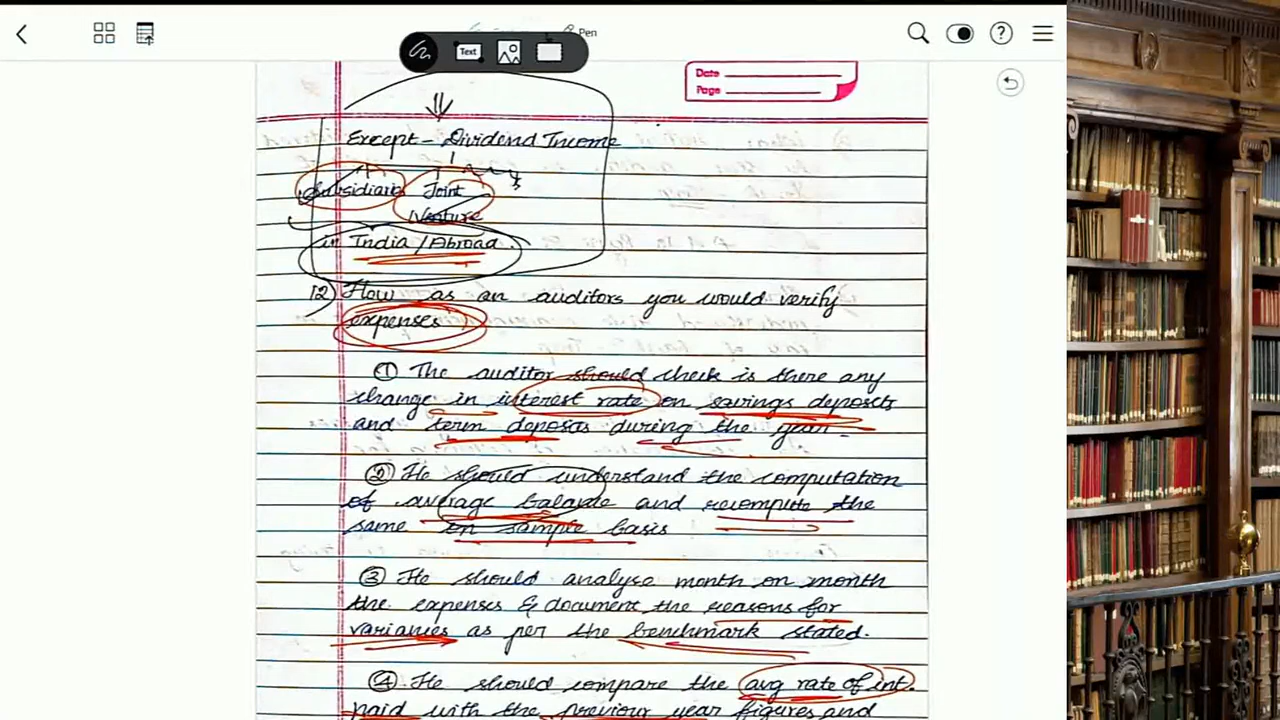 Pen
Text
Date
Page
Except - Dividend Income
Subsidiaries Joint
Venture
in India / Abroad.
12) How as an auditors you would verify
expenses
① The auditor should check is there any
change in interest rate on savings deposits
and term deposits during the year.
② He should understand the computation
of average balance and recompute the
same on sample basis
③ He should analyse month on month
the expenses & document the reasons for
variances as per the benchmark stated.
④ He should compare the avg rate of int.
paid with the previous year figures and